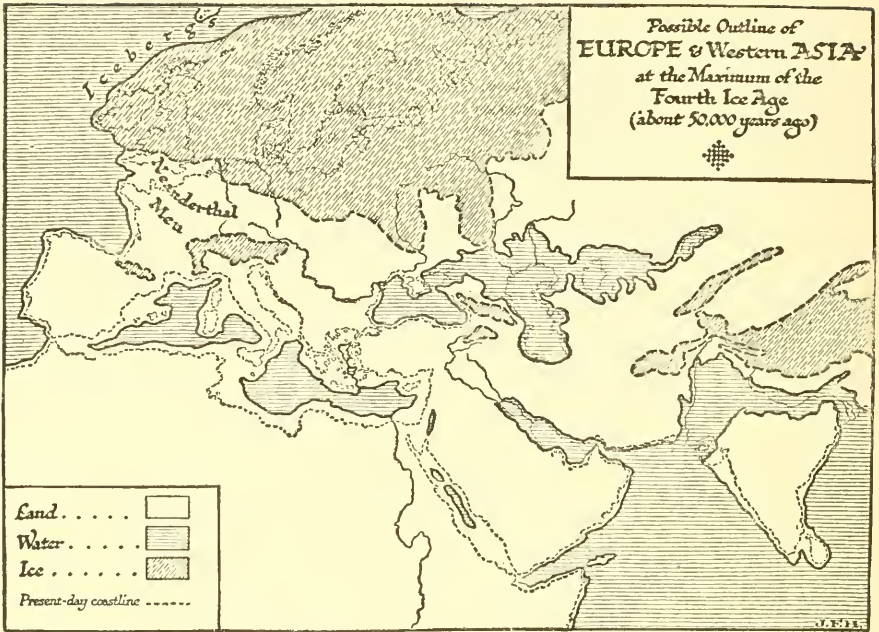 Possible Outline of
EUROPE & Western ASIA
at the Maximum of the
Fourth Ice Age
(about 50,000 years ago)
Icebergs
Neanderthal
Men
Land . . . . .
Water . . . . .
Ice . . . . . .
Present-day coastline
J.F.H.